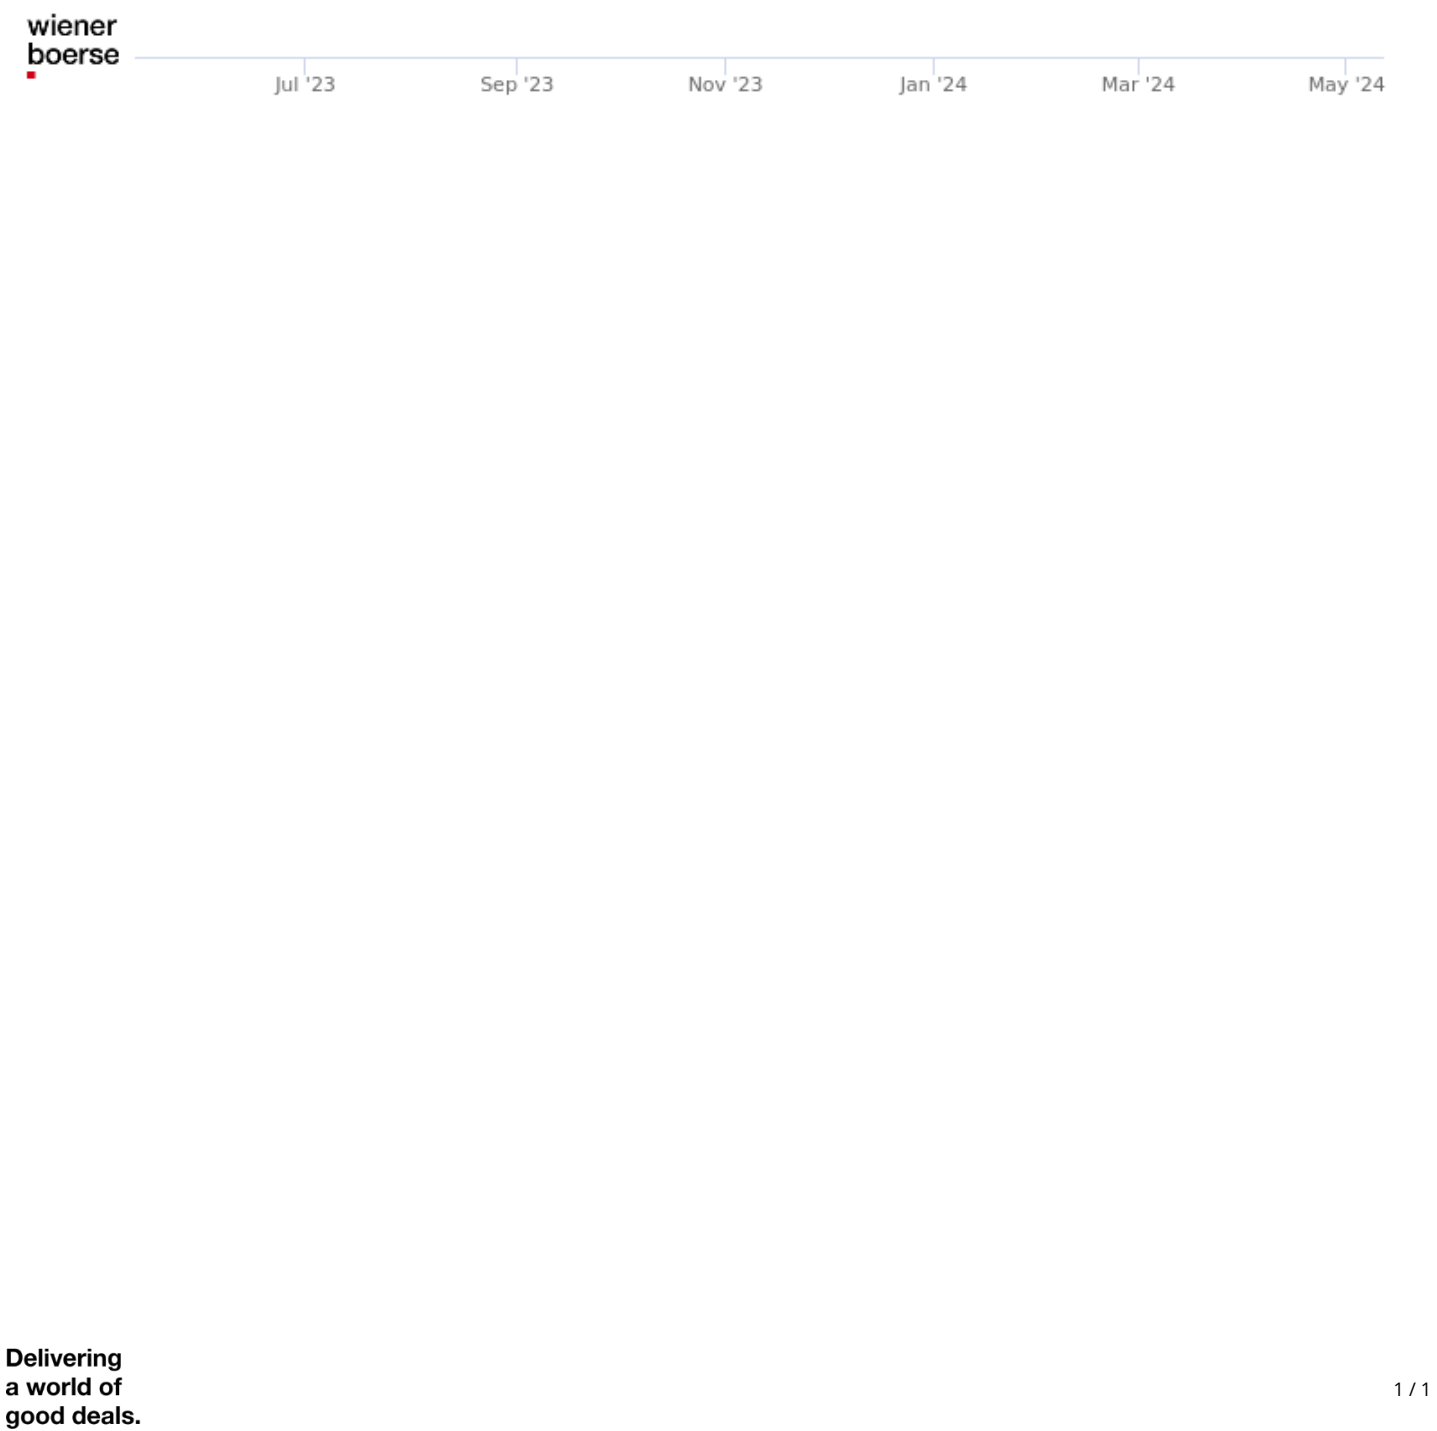 wiener
boerse
Jul '23 Sep '23 Nov '23 Jan '24 Mar '24 May '24
Delivering
a world of
good deals.
1 / 1